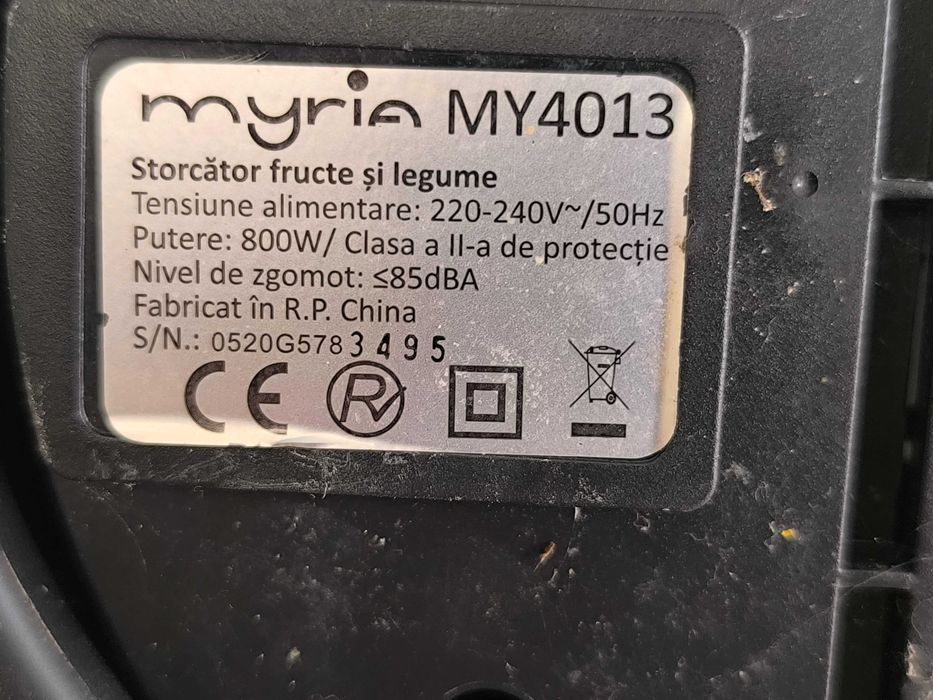 myria MY4013
Storcător fructe și legume
Tensiune alimentare: 220-240V~/50Hz
Putere: 800W/ Clasa a II-a de protecție
Nivel de zgomot: ≤85dBA
Fabricat în R.P. China
S/N.: 0520G5783495
CE R